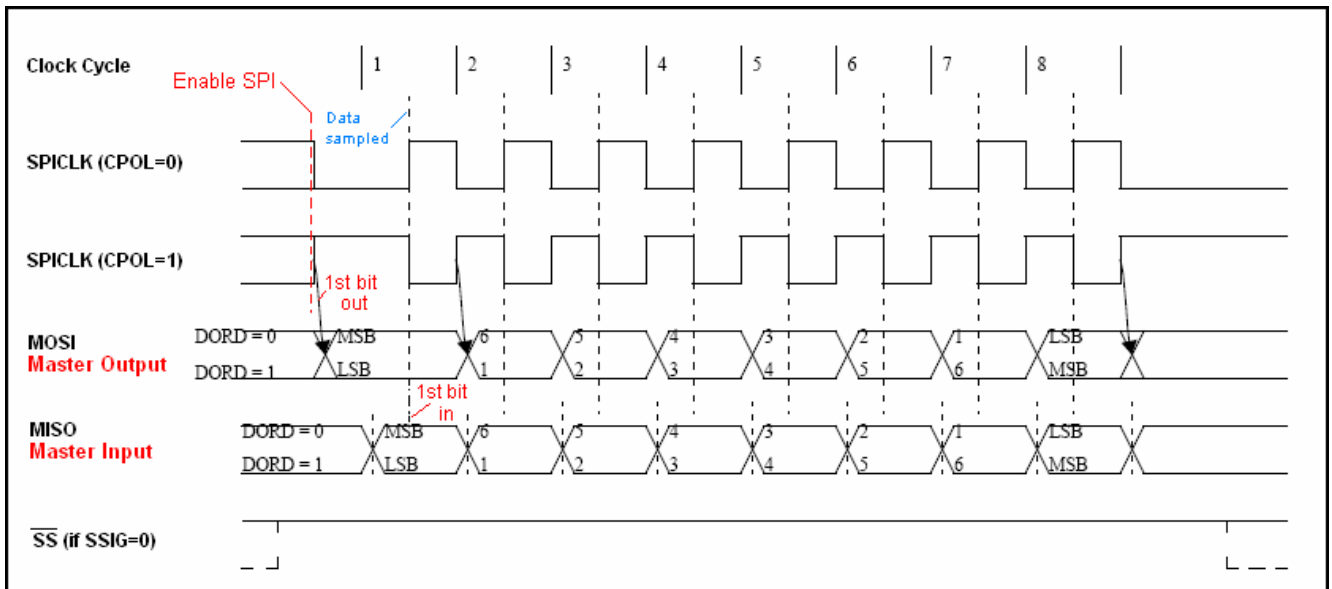 Clock Cycle 1 2 3 4 5 6 7 8
Enable SPI
Data
sampled
SPICLK (CPOL=0)
SPICLK (CPOL=1)
1st bit
out
MOSI
Master Output
DORD = 0 MSB 6 5 4 3 2 1 LSB
DORD = 1 LSB 1 2 3 4 5 6 MSB
1st bit
in
MISO
Master Input
DORD = 0 MSB 6 5 4 3 2 1 LSB
DORD = 1 LSB 1 2 3 4 5 6 MSB
SS (if SSIG=0)